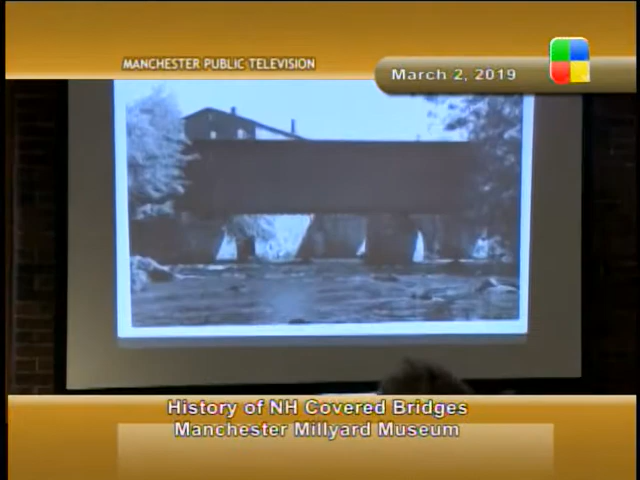 MANCHESTER PUBLIC TELEVISION
March 2, 2019
History of NH Covered Bridges
Manchester Millyard Museum